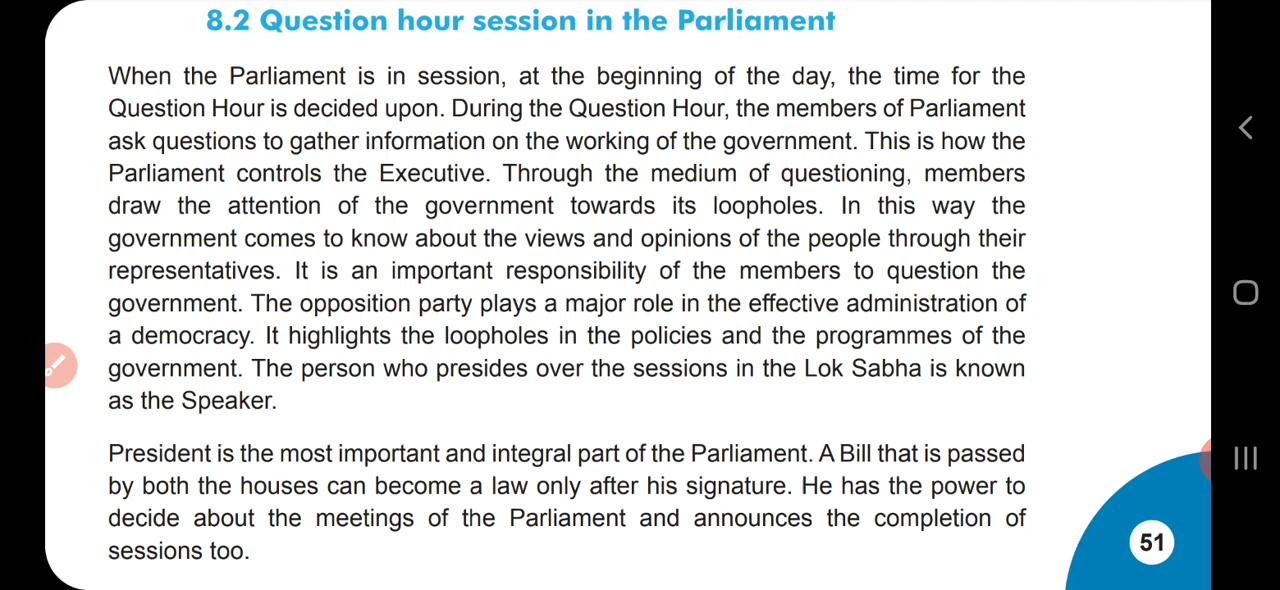 8.2 Question hour session in the Parliament
When the Parliament is in session, at the beginning of the day, the time for the
Question Hour is decided upon. During the Question Hour, the members of Parliament
ask questions to gather information on the working of the government. This is how the
Parliament controls the Executive. Through the medium of questioning, members
draw the attention of the government towards its loopholes. In this way the
government comes to know about the views and opinions of the people through their
representatives. It is an important responsibility of the members to question the
government. The opposition party plays a major role in the effective administration of
a democracy. It highlights the loopholes in the policies and the programmes of the
government. The person who presides over the sessions in the Lok Sabha is known
as the Speaker.
President is the most important and integral part of the Parliament. A Bill that is passed
by both the houses can become a law only after his signature. He has the power to
decide about the meetings of the Parliament and announces the completion of
sessions too.
51